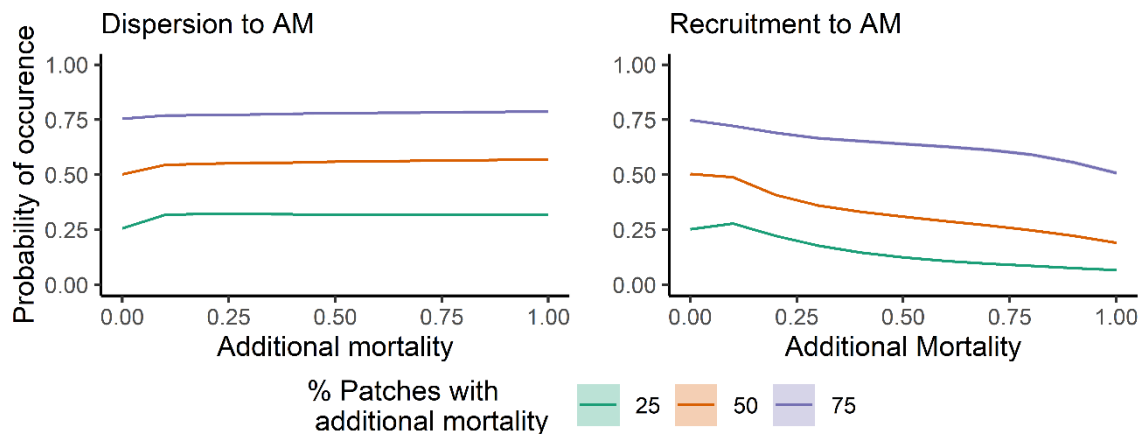 Dispersion to AM
Recruitment to AM
Probability of occurence
1.00
0.75
0.50
0.25
0.00
0.00 0.25 0.50 0.75 1.00
Additional mortality
1.00
0.75
0.50
0.25
0.00
0.00 0.25 0.50 0.75 1.00
Additional Mortality
% Patches with
additional mortality
25 50 75